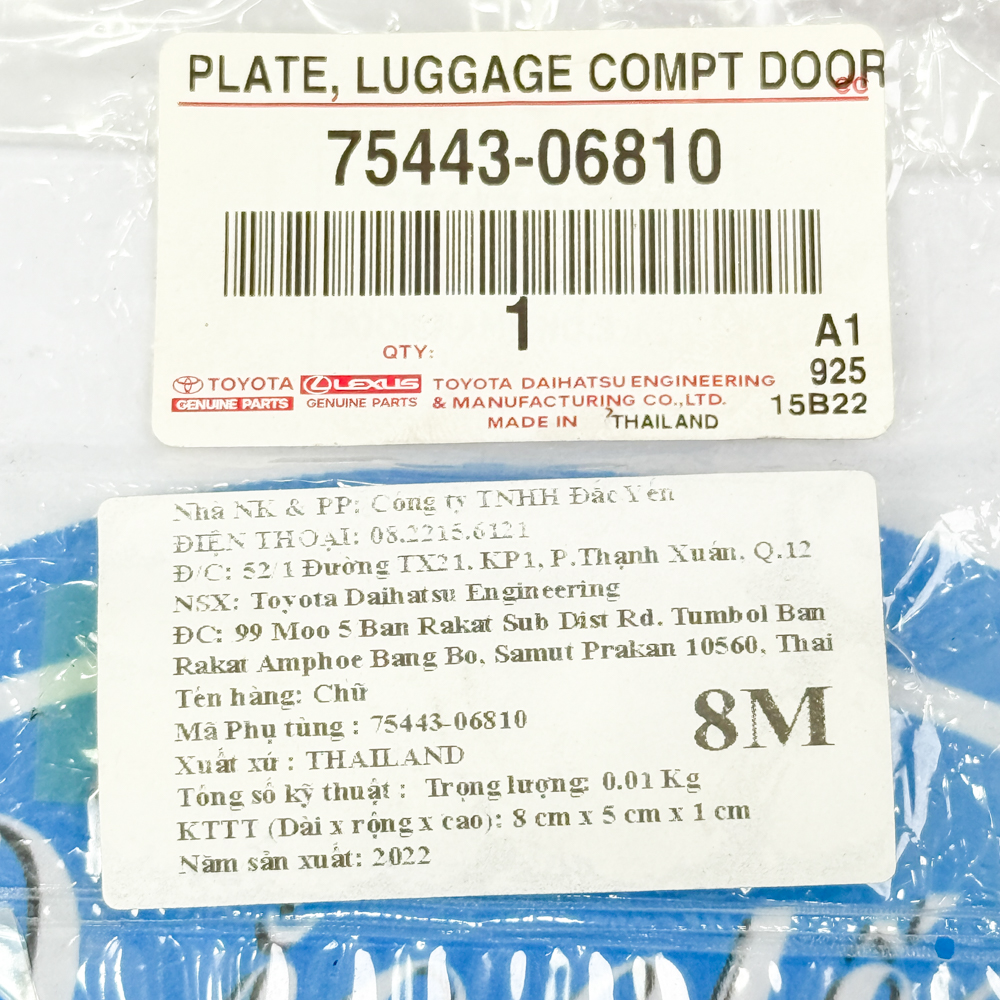 PLATE, LUGGAGE COMPT DOOR
75443-06810
1
QTY:
A1
925
15B22
TOYOTA
GENUINE PARTS
LEXUS
GENUINE PARTS
TOYOTA DAIHATSU ENGINEERING
& MANUFACTURING CO.,LTD.
MADE IN THAILAND
Nhà NK & PP: Công ty TNHH Đắc Yến
ĐIỆN THOẠI: 08.2215.6121
Đ/C: 52/1 Đường TX21, KP1, P.Thạnh Xuân, Q.12
NSX: Toyota Daihatsu Engineering
ĐC: 99 Moo 5 Ban Rakat Sub Dist Rd. Tumbol Ban
Rakat Amphoe Bang Bo, Samut Prakan 10560, Thai
Tên hàng: Chữ
Mã Phụ tùng : 75443-06810
8M
Xuất xứ : THAILAND
Tổng số kỹ thuật : Trọng lượng: 0.01 Kg
KTTT (Dài x rộng x cao): 8 cm x 5 cm x 1 cm
Năm sản xuất: 2022